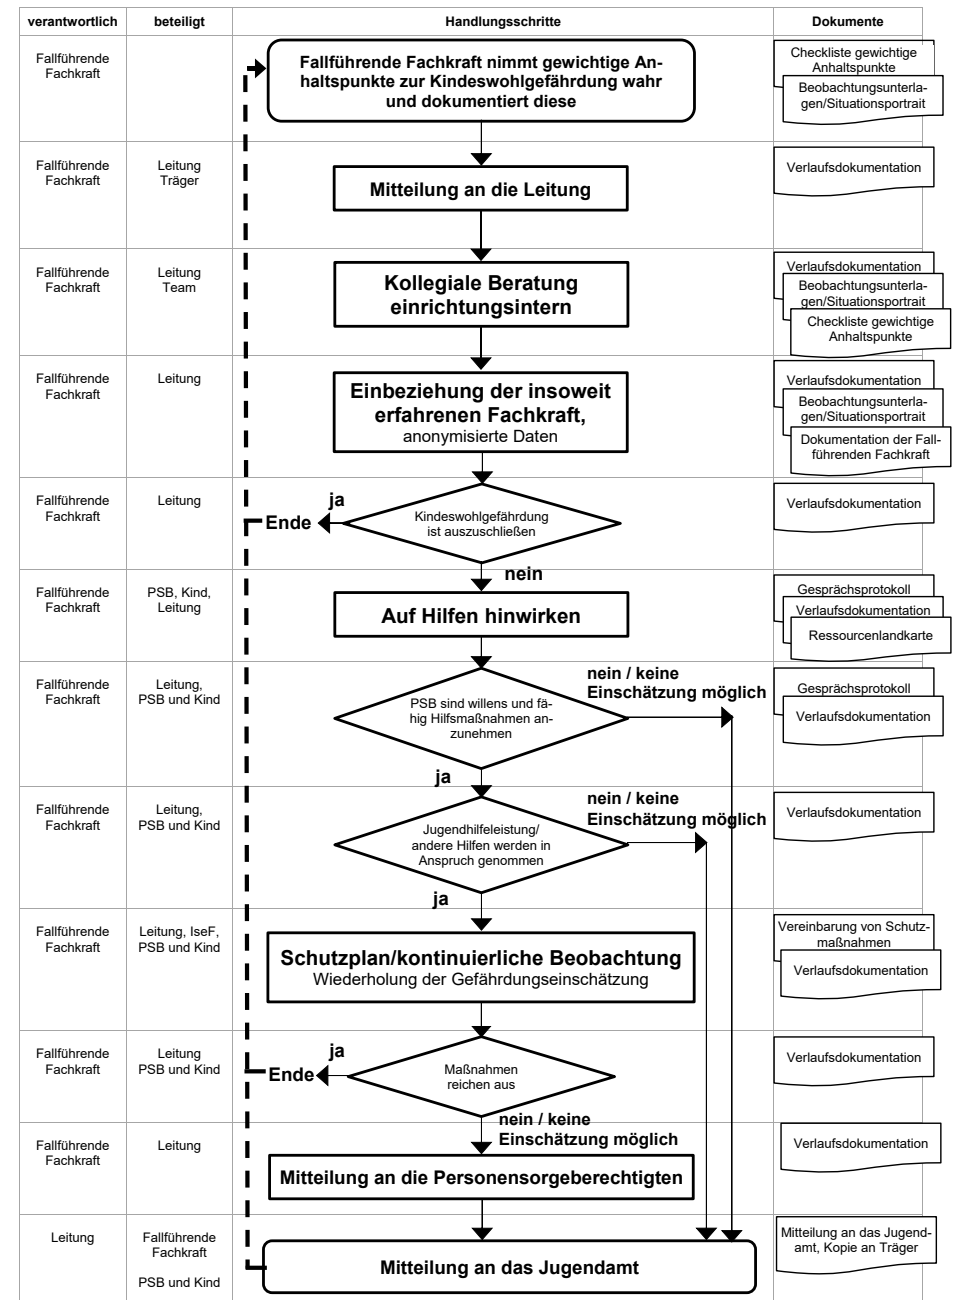 verantwortlich
beteiligt
Handlungsschritte
Dokumente
Fallführende
Fachkraft
Fallführende Fachkraft nimmt gewichtige An-
haltspunkte zur Kindeswohlgefährdung wahr
und dokumentiert diese
Checkliste gewichtige
Anhaltspunkte
Beobachtungsunterla-
gen/Situationsportrait
Fallführende
Fachkraft
Leitung
Träger
Mitteilung an die Leitung
Verlaufsdokumentation
Fallführende
Fachkraft
Leitung
Team
Kollegiale Beratung
einrichtungsintern
Verlaufsdokumentation
Beobachtungsunterla-
gen/Situationsportrait
Checkliste gewichtige
Anhaltspunkte
Fallführende
Fachkraft
Leitung
Einbeziehung der insoweit
erfahrenen Fachkraft,
anonymisierte Daten
Verlaufsdokumentation
Beobachtungsunterla-
gen/Situationsportrait
Dokumentation der Fall-
führenden Fachkraft
Fallführende
Fachkraft
Leitung
ja
Ende
Kindeswohlgefährdung
ist auszuschließen
nein
Verlaufsdokumentation
Fallführende
Fachkraft
PSB, Kind,
Leitung
Auf Hilfen hinwirken
Gesprächsprotokoll
Verlaufsdokumentation
Ressourcenlandkarte
Fallführende
Fachkraft
Leitung,
PSB und Kind
nein / keine
Einschätzung möglich
PSB sind willens und fä-
hig Hilfsmaßnahmen an-
zunehmen
ja
Gesprächsprotokoll
Verlaufsdokumentation
Fallführende
Fachkraft
Leitung,
PSB und Kind
nein / keine
Einschätzung möglich
Jugendhilfeleistung/
andere Hilfen werden in
Anspruch genommen
ja
Verlaufsdokumentation
Fallführende
Fachkraft
Leitung, IseF,
PSB und Kind
Schutzplan/kontinuierliche Beobachtung
Wiederholung der Gefährdungseinschätzung
Vereinbarung von Schutz-
maßnahmen
Verlaufsdokumentation
Fallführende
Fachkraft
Leitung
PSB und Kind
ja
Ende
Maßnahmen
reichen aus
nein / keine
Einschätzung möglich
Verlaufsdokumentation
Fallführende
Fachkraft
Leitung
Mitteilung an die Personensorgeberechtigten
Verlaufsdokumentation
Leitung
Fallführende
Fachkraft
PSB und Kind
Mitteilung an das Jugendamt
Mitteilung an das Jugend-
amt, Kopie an Träger